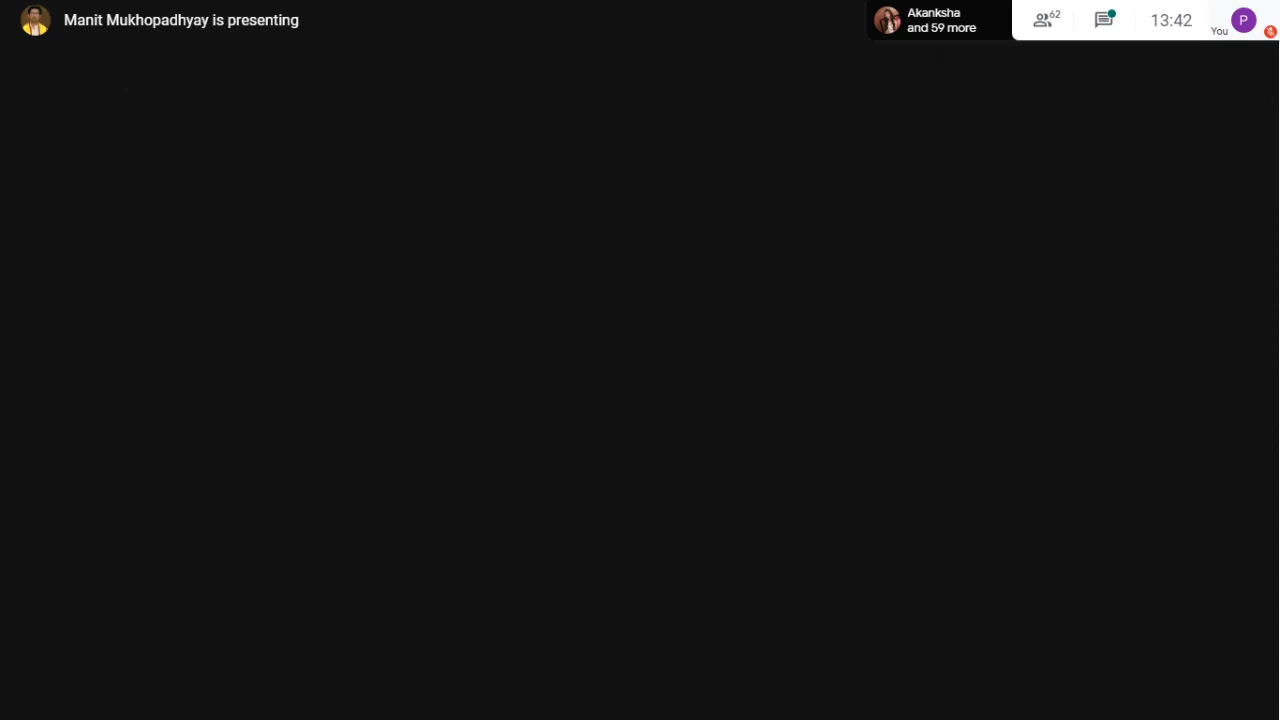 Manit Mukhopadhyay is presenting
Akanksha
and 59 more
62
13:42
You
P